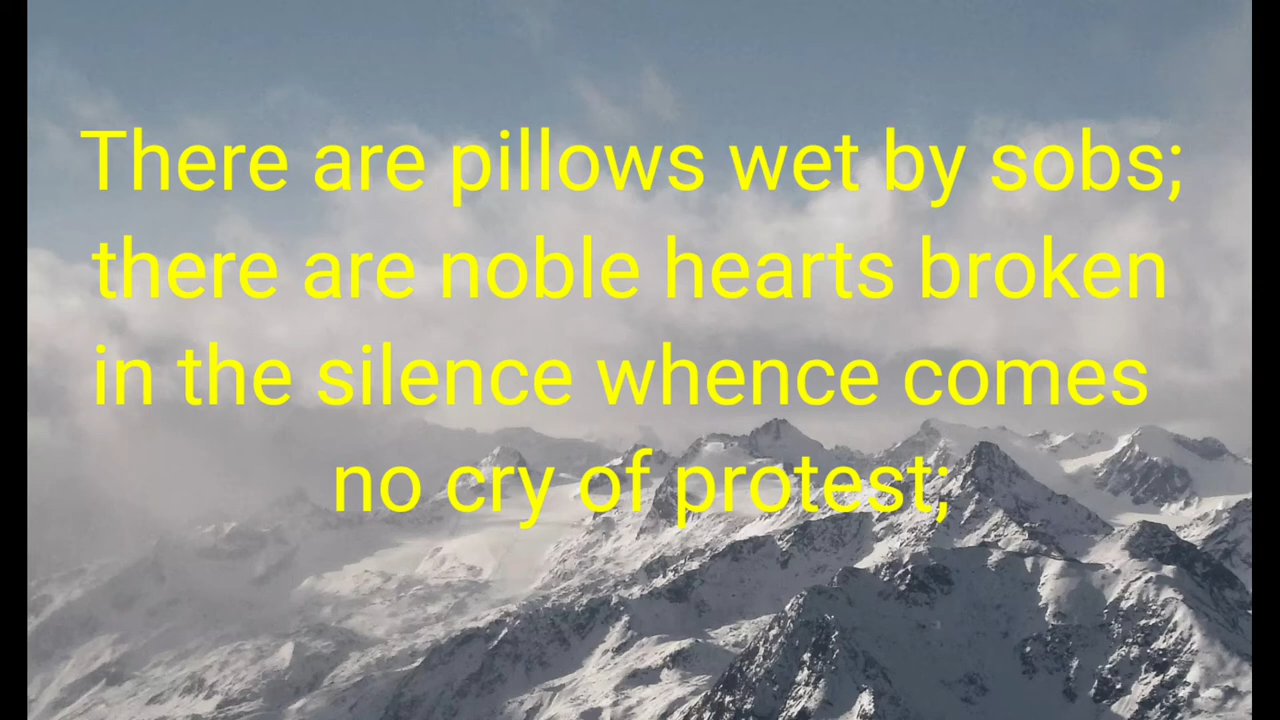 There are pillows wet by sobs;
there are noble hearts broken
in the silence whence comes
no cry of protest;